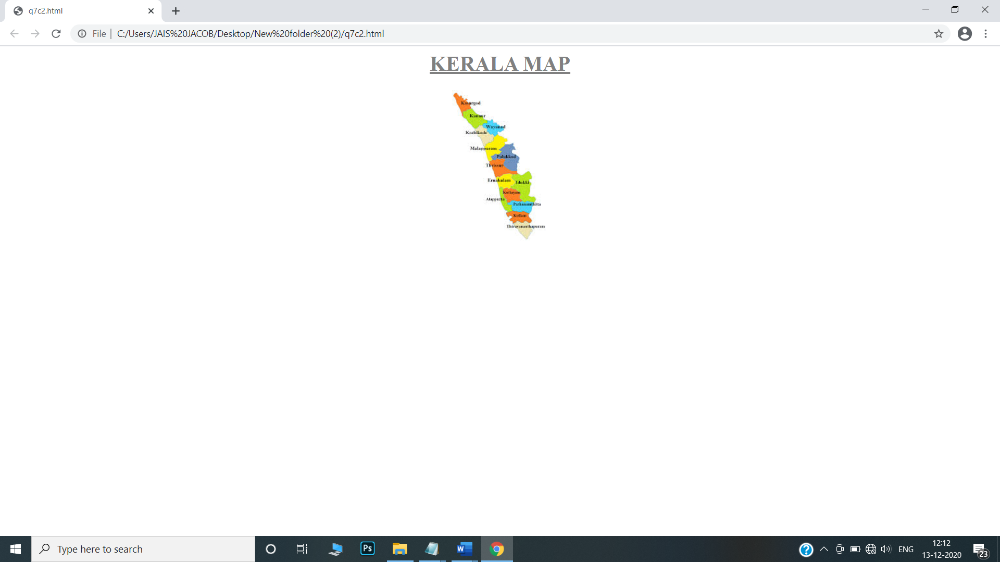 q7c2.html
File | C:/Users/JAIS%20JACOB/Desktop/New%20folder%20(2)/q7c2.html
KERALA MAP
Kasargod
Kannur
Wayanad
Kozhikode
Malappuram
Palakkad
Thrissur
Ernakulam
Idukki
Kottayam
Alappuzha
Pathanamthitta
Kollam
Thiruvananthapuram
Type here to search
Ps
W
ENG
12:12
13-12-2020
23